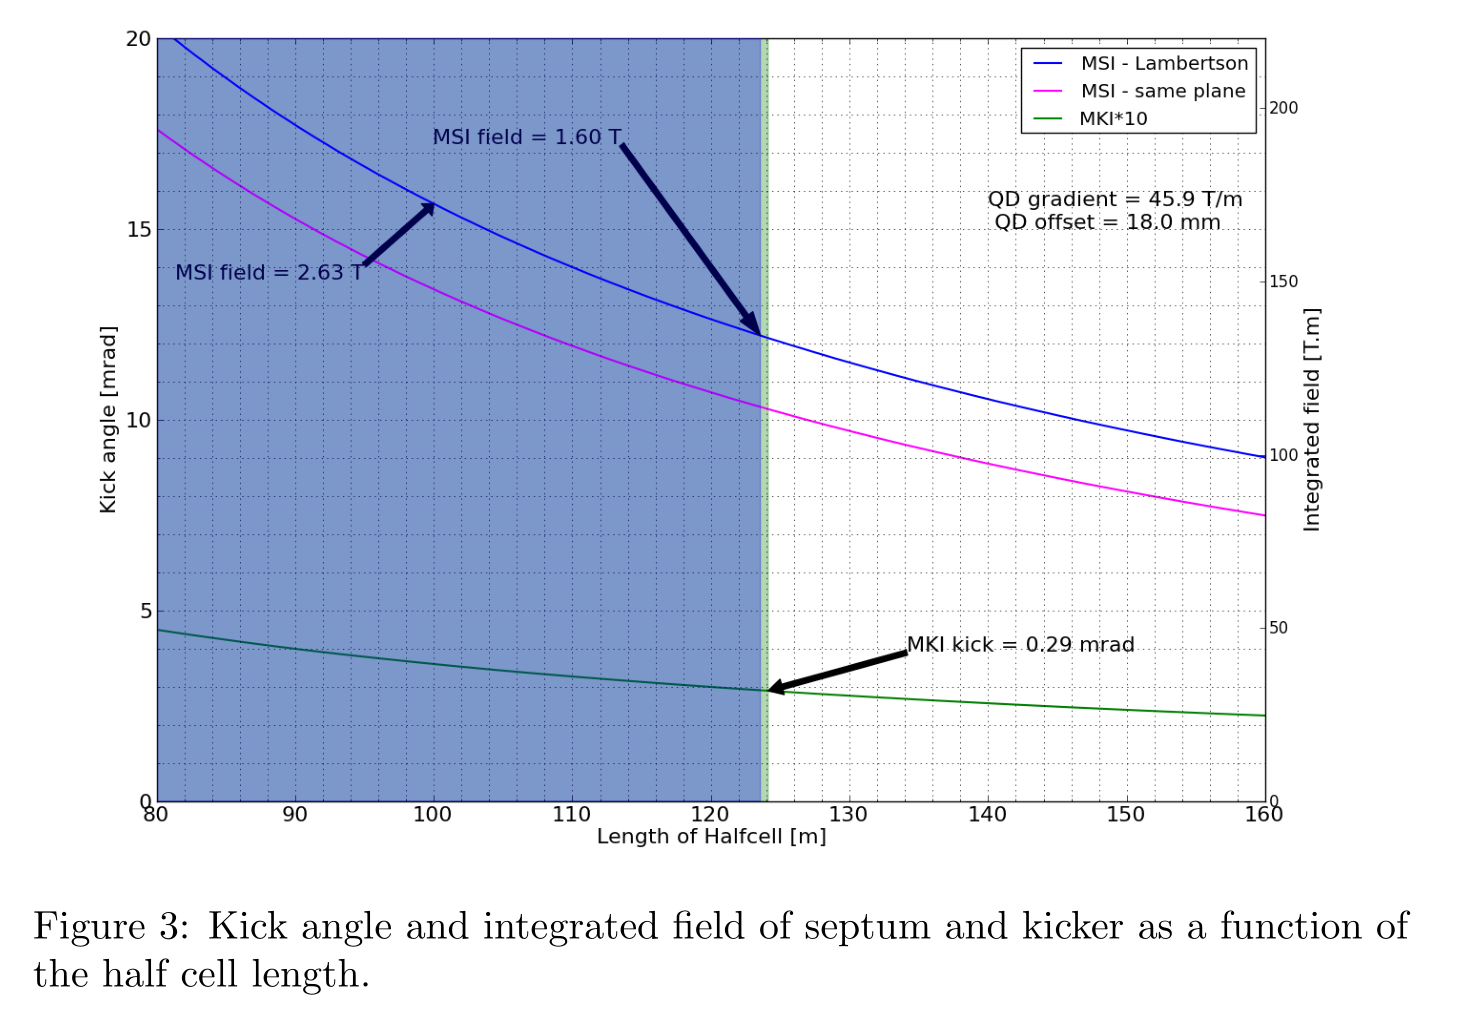 20
15
10
5
0
Kick angle [mrad]
MSI field = 1.60 T
MSI field = 2.63 T
MSI - Lambertson
MSI - same plane
MKI*10
QD gradient = 45.9 T/m
QD offset = 18.0 mm
MKI kick = 0.29 mrad
200
150
100
50
0
Integrated field [T.m]
80 90 100 110 120 130 140 150 160
Length of Halfcell [m]
Figure 3: Kick angle and integrated field of septum and kicker as a function of
the half cell length.